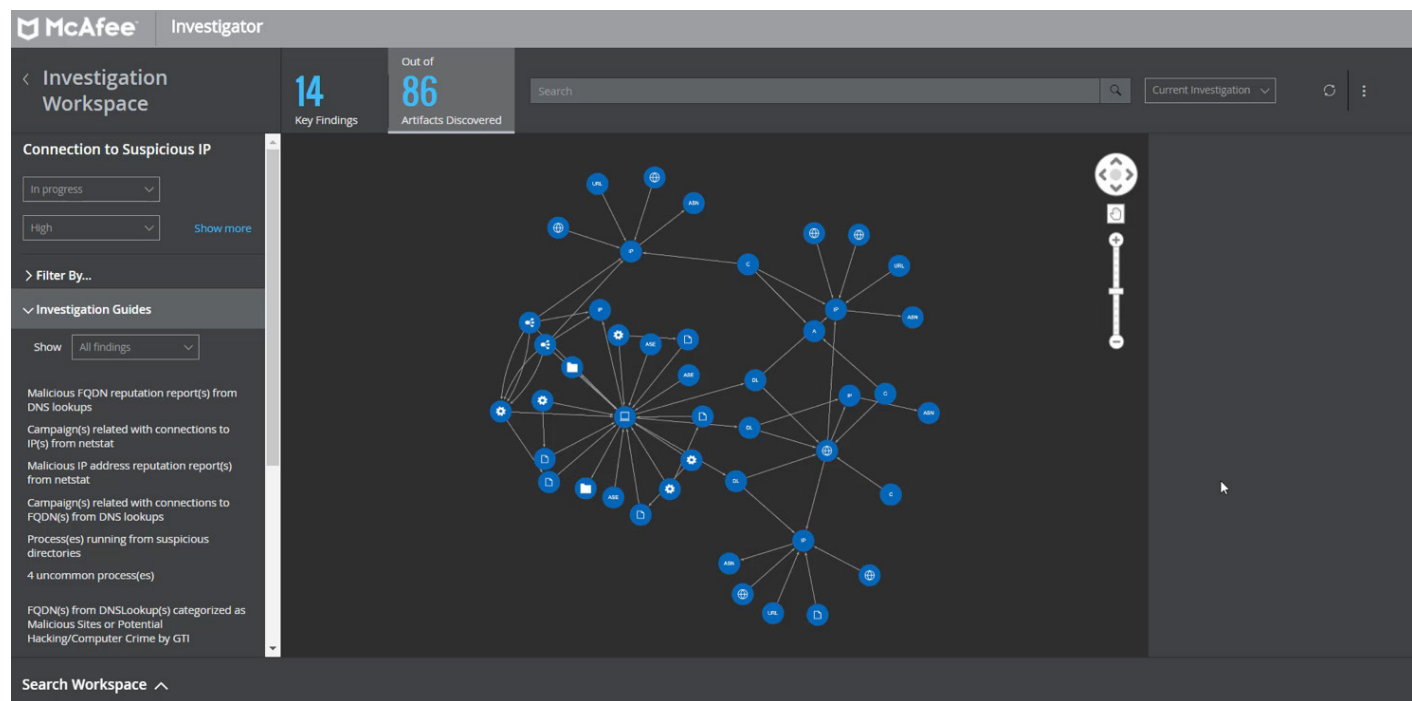 McAfee
Investigator
Investigation
Workspace
14
Key Findings
Out of
86
Artifacts Discovered
Search
Current Investigation
Connection to Suspicious IP
In progress
High
Show more
Filter By...
Investigation Guides
Show
All findings
Malicious FQDN reputation report(s) from
DNS lookups
Campaign(s) related with connections to
IP(s) from netstat
Malicious IP address reputation report(s)
from netstat
Campaign(s) related with connections to
FQDN(s) from DNS lookups
Process(es) running from suspicious
directories
4 uncommon process(es)
FQDN(s) from DNSLookup(s) categorized as
Malicious Sites or Potential
Hacking/Computer Crime by GTI
URL
ASN
IP
C
URL
IP
ASN
A
IP
ASE
ASE
DL
IP
C
ASN
DL
DL
C
ASE
IP
ASN
URL
Search Workspace